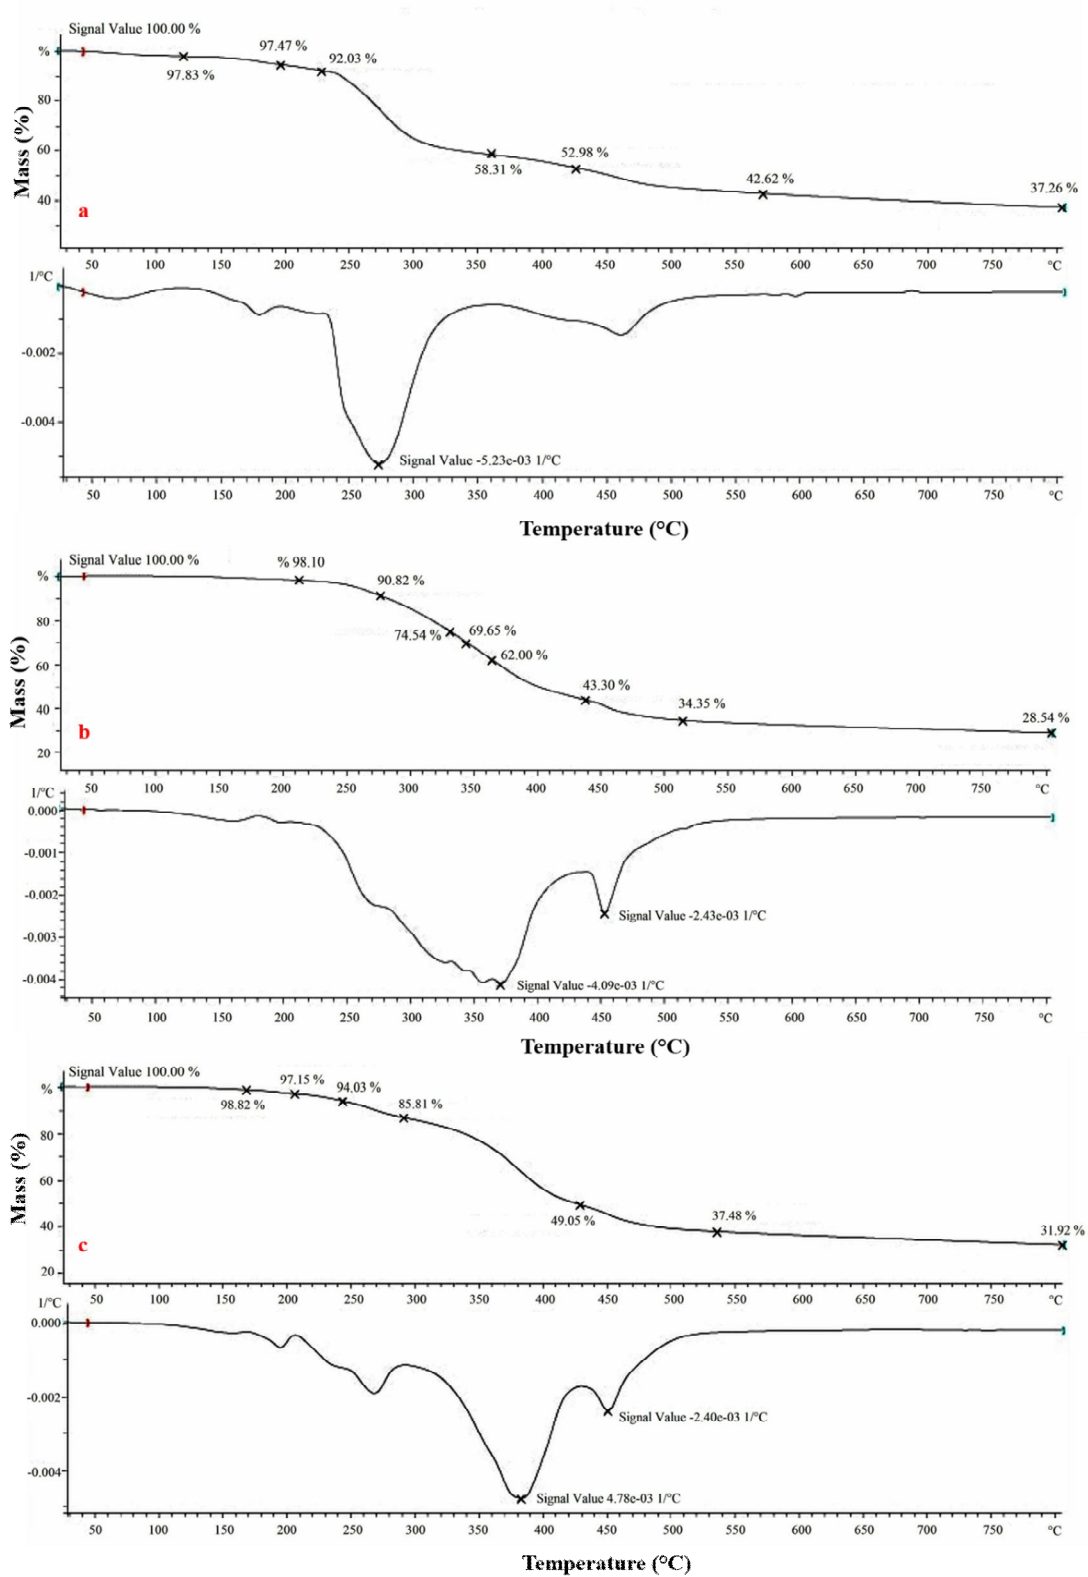 Signal Value 100.00 %
97.47 %
92.03 %
%
97.83 %
80
Mass (%)
60
52.98 %
58.31 %
42.62 %
37.26 %
40
a
50 100 150 200 250 300 350 400 450 500 550 600 650 700 750 °C
1/°C
-0.002
-0.004
Signal Value -5.23e-03 1/°C
50 100 150 200 250 300 350 400 450 500 550 600 650 700 750 °C
Temperature (°C)
Signal Value 100.00 %
% 98.10
%
90.82 %
80
74.54 %
69.65 %
Mass (%)
60
62.00 %
43.30 %
40
34.35 %
28.54 %
b
20
50 100 150 200 250 300 350 400 450 500 550 600 650 700 750 °C
1/°C
0.000
-0.001
-0.002
Signal Value -2.43e-03 1/°C
-0.003
-0.004
Signal Value -4.09e-03 1/°C
50 100 150 200 250 300 350 400 450 500 550 600 650 700 750 °C
Temperature (°C)
Signal Value 100.00 %
97.15 %
%
94.03 %
98.82 %
85.81 %
80
Mass (%)
60
40
49.05 %
37.48 %
31.92 %
c
20
50 100 150 200 250 300 350 400 450 500 550 600 650 700 750 °C
1/°C
0.000
-0.002
Signal Value -2.40e-03 1/°C
-0.004
Signal Value 4.78e-03 1/°C
50 100 150 200 250 300 350 400 450 500 550 600 650 700 750 °C
Temperature (°C)